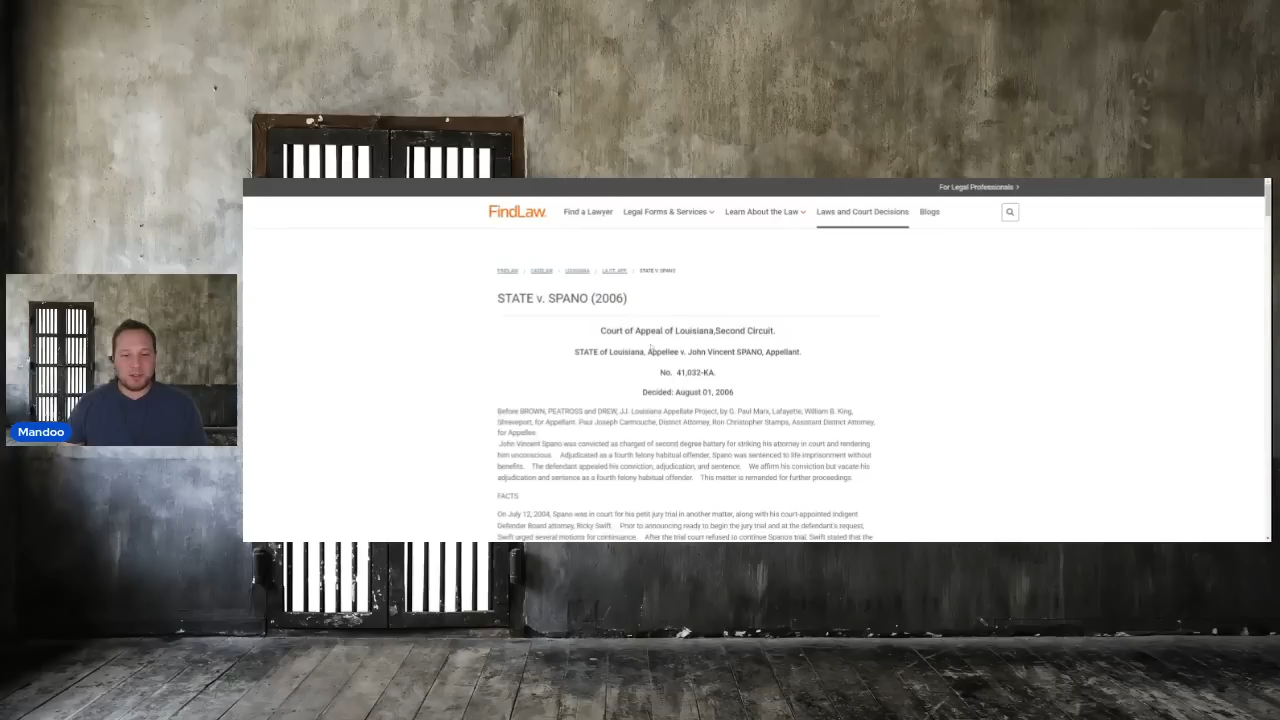 For Legal Professionals >
FindLaw.
Find a Lawyer Legal Forms & Services Learn About the Law Laws and Court Decisions Blogs
FINDLAW / CASELAW / LOUISIANA / LA CT. APP. / STATE V. SPANO
STATE v. SPANO (2006)
Court of Appeal of Louisiana,Second Circuit.
STATE of Louisiana, Appellee v. John Vincent SPANO, Appellant.
No. 41,032-KA.
Decided: August 01, 2006
Before BROWN, PEATROSS and DREW, JJ. Louisiana Appellate Project, by G. Paul Marx, Lafayette, William B. King,
Shreveport, for Appellant. Paul Joseph Carmouche, District Attorney, Ron Christopher Stamps, Assistant District Attorney,
for Appellee.
John Vincent Spano was convicted as charged of second degree battery for striking his attorney in court and rendering
him unconscious. Adjudicated as a fourth felony habitual offender, Spano was sentenced to life imprisonment without
benefits. The defendant appealed his conviction, adjudication, and sentence. We affirm his conviction but vacate his
adjudication and sentence as a fourth felony habitual offender. This matter is remanded for further proceedings.
FACTS
On July 12, 2004, Spano was in court for his petit jury trial in another matter, along with his court-appointed Indigent
Defender Board attorney, Ricky Swift. Prior to announcing ready to begin the jury trial and at the defendant's request,
Swift urged several motions for continuance. After the trial court refused to continue Spano's trial, Swift stated that the
Mandoo